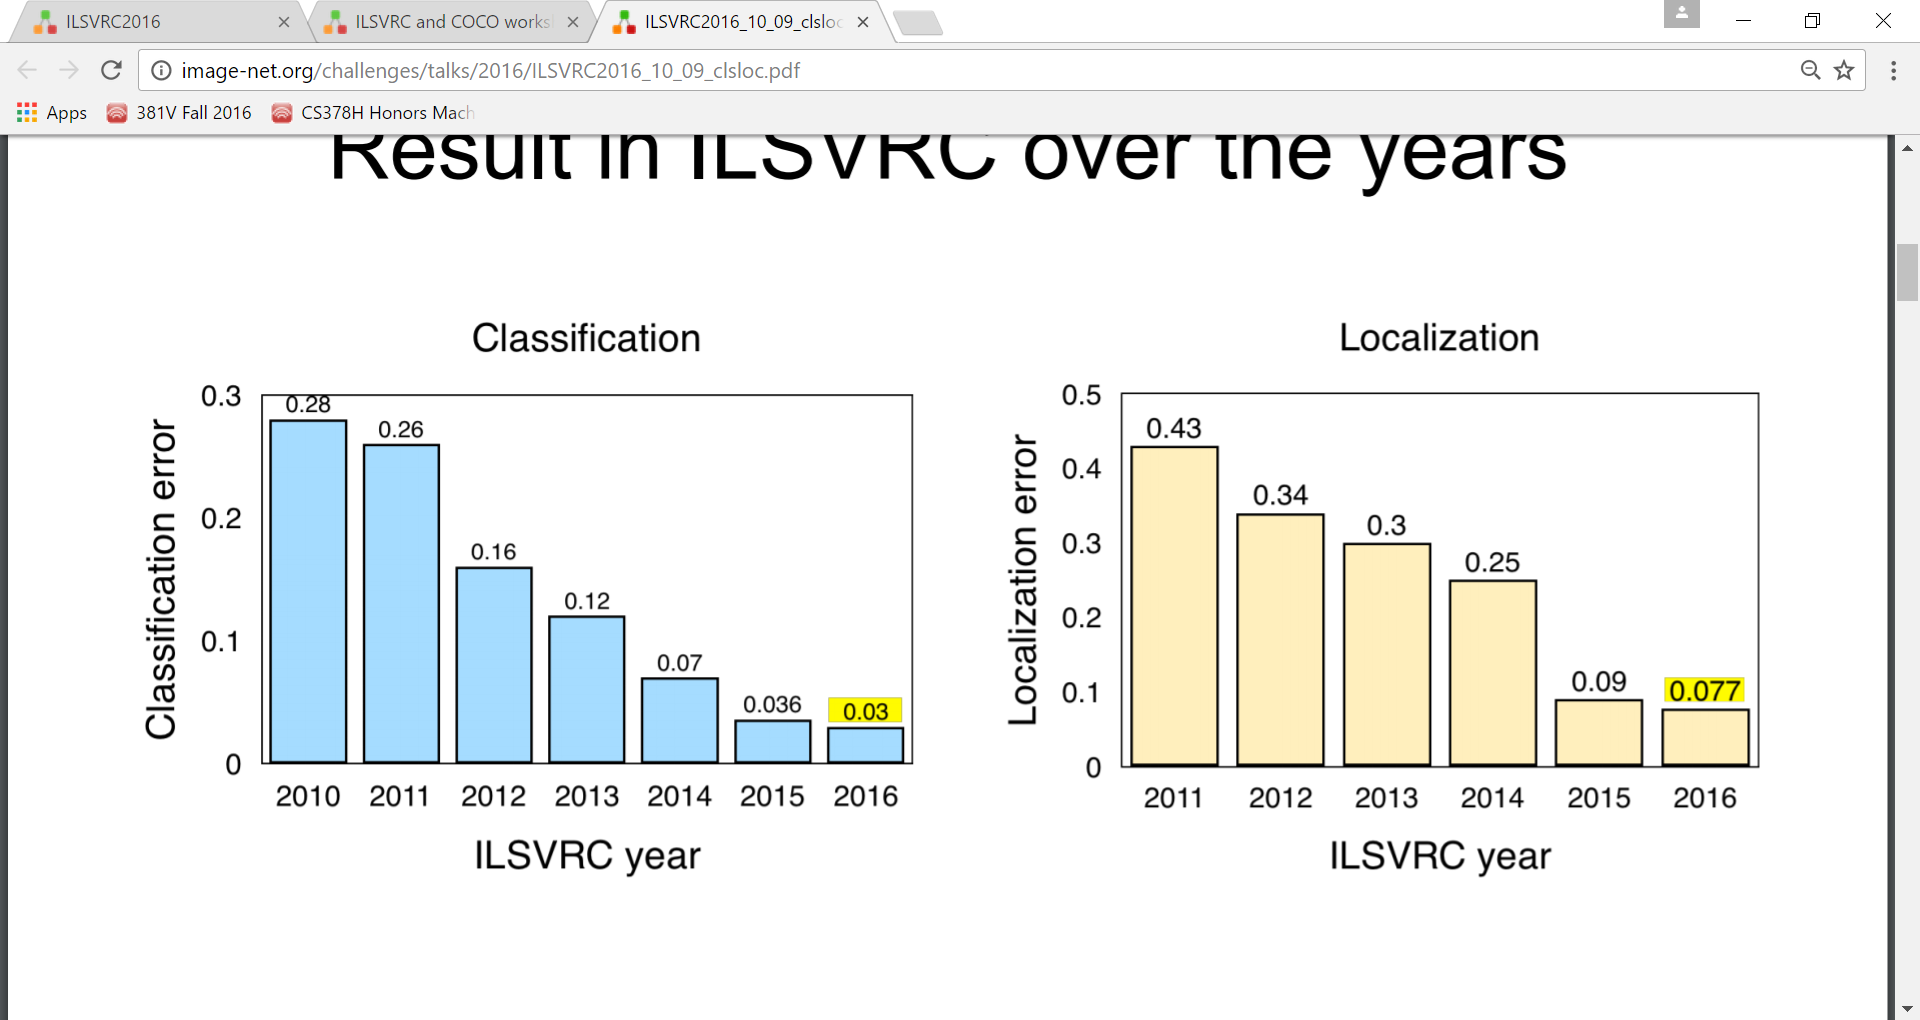 ILSVRC2016
ILSVRC and COCO works
ILSVRC2016_10_09_clsloc
image-net.org/challenges/talks/2016/ILSVRC2016_10_09_clsloc.pdf
Apps
381V Fall 2016
CS378H Honors Mach
Result in ILSVRC over the years
Classification
Classification error
0.3
0.2
0.1
0
0.28
0.26
0.16
0.12
0.07
0.036
0.03
2010 2011 2012 2013 2014 2015 2016
ILSVRC year
Localization
Localization error
0.5
0.4
0.3
0.2
0.1
0
0.43
0.34
0.3
0.25
0.09
0.077
2011 2012 2013 2014 2015 2016
ILSVRC year